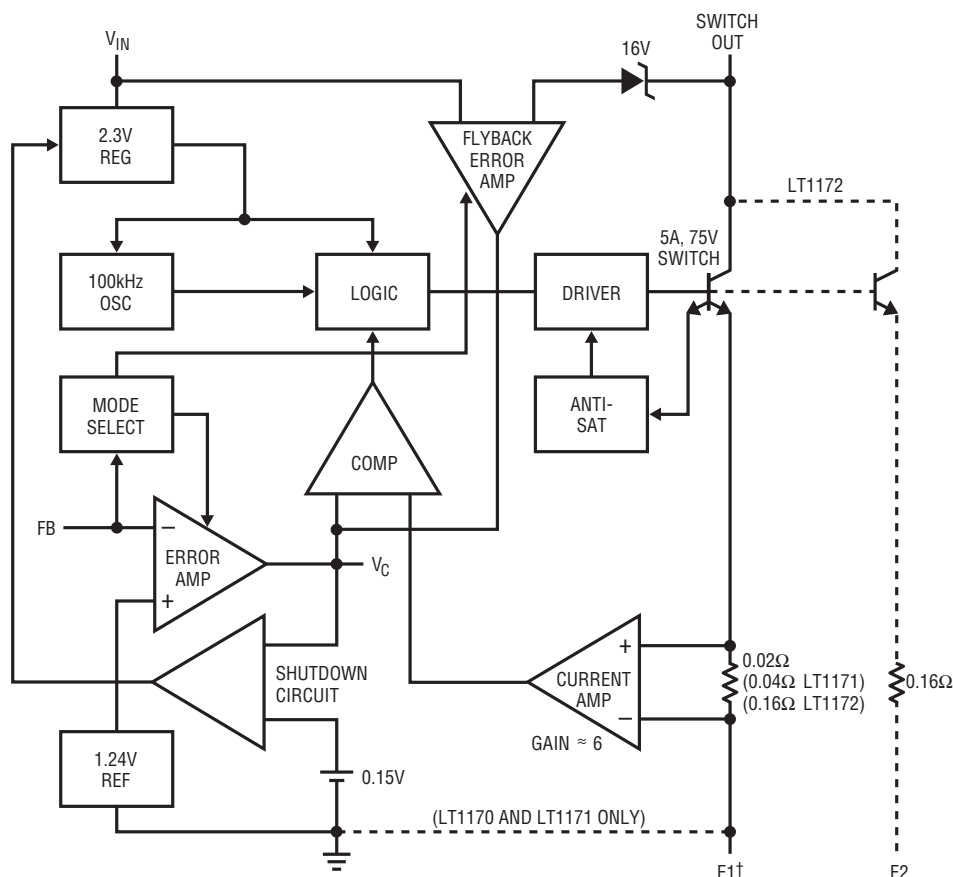 SWITCH
OUT
VIN
16V
2.3V
REG
FLYBACK
ERROR
AMP
LT1172
5A, 75V
SWITCH
100kHz
OSC
LOGIC
DRIVER
MODE
SELECT
ANTI-
SAT
COMP
FB
−
ERROR
AMP
+
VC
SHUTDOWN
CIRCUIT
+
CURRENT
AMP
−
GAIN ≈ 6
0.02Ω
(0.04Ω LT1171)
(0.16Ω LT1172)
0.16Ω
1.24V
REF
0.15V
(LT1170 AND LT1171 ONLY)
E1†
E2